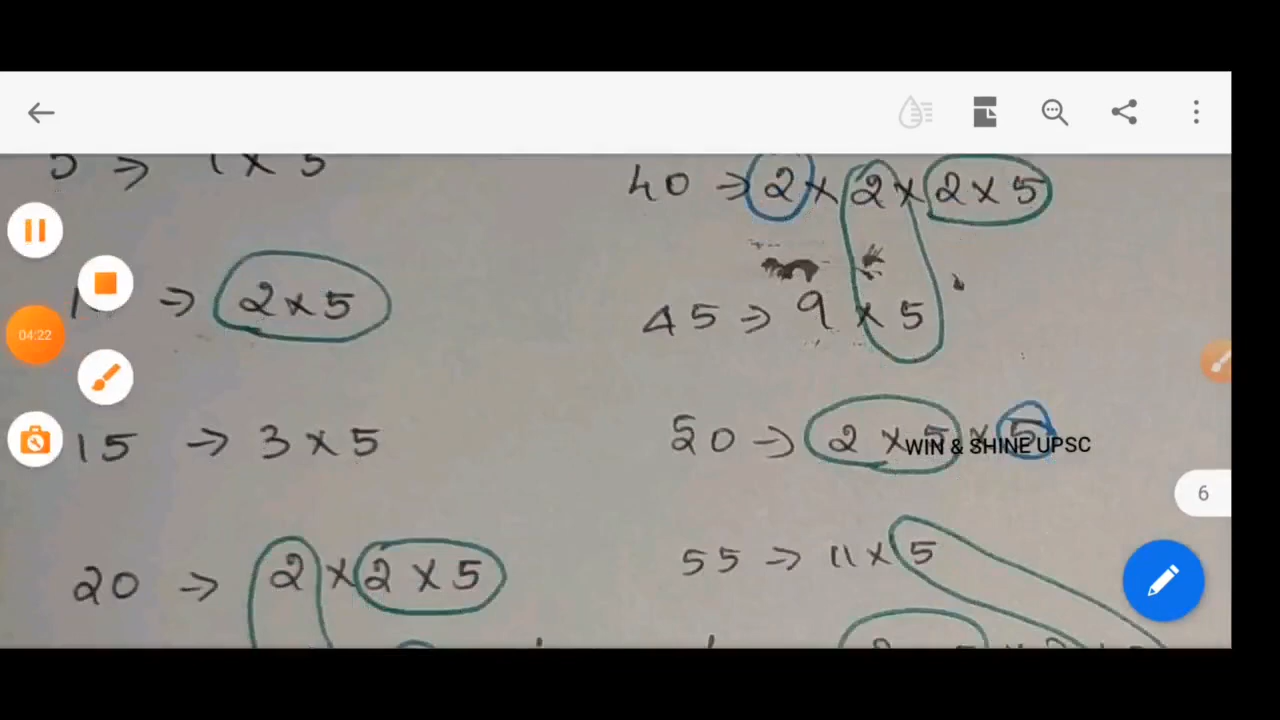 5 → 1 × 5
→ 2 × 5
04:22
15 → 3 × 5
20 → 2 × 2 × 5
40 → 2 × 2 × 2 × 5
45 → 9 × 5
50 → 2 × 5 × 5
WIN & SHINE UPSC
6
55 → 11 × 5